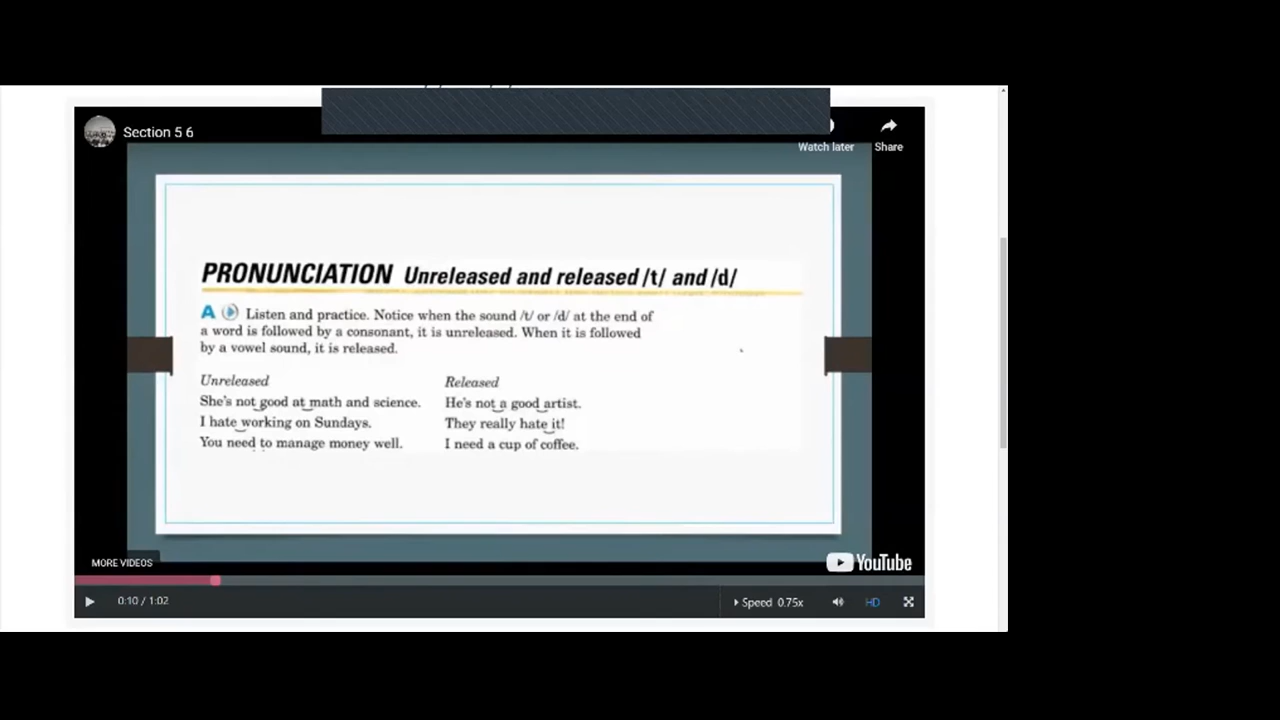 Section 5 6
Watch later
Share
PRONUNCIATION Unreleased and released /t/ and /d/
A Listen and practice. Notice when the sound /t/ or /d/ at the end of
a word is followed by a consonant, it is unreleased. When it is followed
by a vowel sound, it is released.
Unreleased
She's not good at math and science.
I hate working on Sundays.
You need to manage money well.
Released
He's not a good artist.
They really hate it!
I need a cup of coffee.
MORE VIDEOS
YouTube
0:10 / 1:02
Speed 0.75x
HD